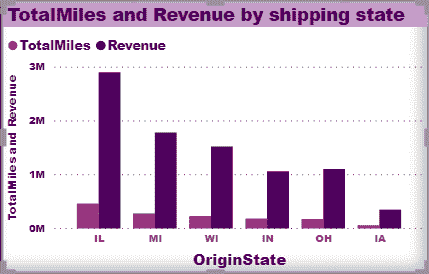 TotalMiles and Revenue by shipping state
TotalMiles Revenue
TotalMiles and Revenue
3M
2M
1M
0M
IL MI WI IN OH IA
OriginState